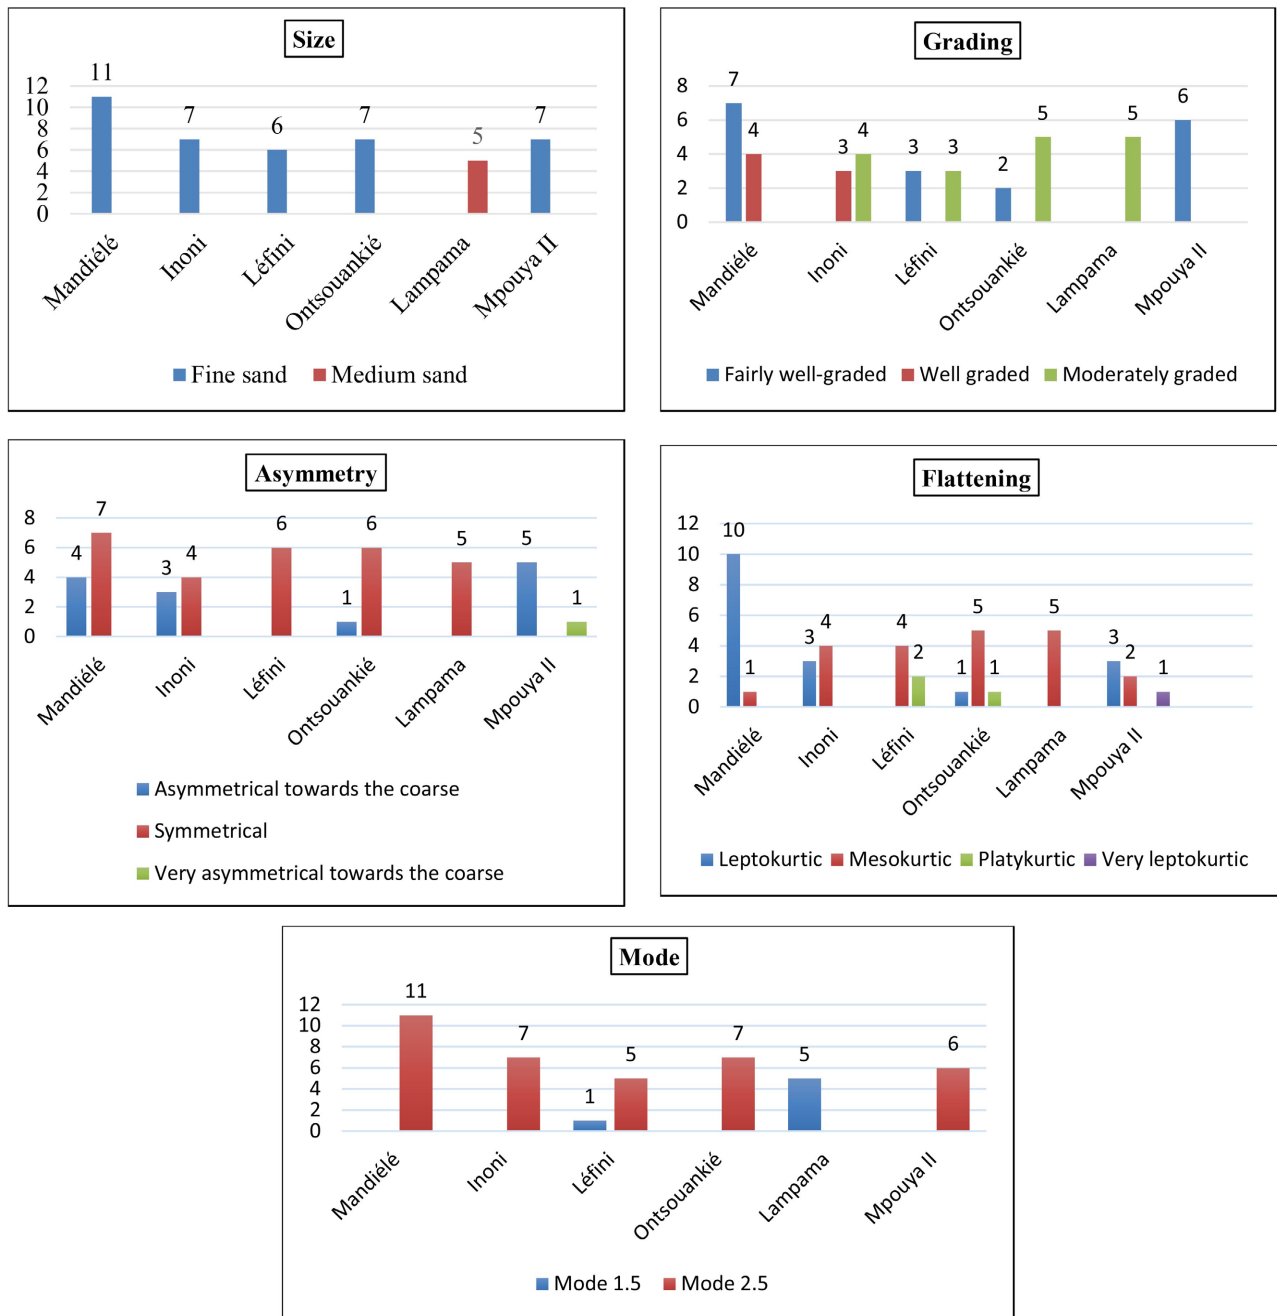 Size
11
7
6
7
5
7
12
10
8
6
4
2
0
Mandiélé
Inoni
Léfini
Ontsouankié
Lampama
Mpouya II
Fine sand
Medium sand
Grading
7
4
3
4
3
3
2
5
5
6
8
6
4
2
0
Mandiélé
Inoni
Léfini
Ontsouankié
Lampama
Mpouya II
Fairly well-graded
Well graded
Moderately graded
Asymmetry
4
7
3
4
6
1
6
5
5
1
8
6
4
2
0
Mandiélé
Inoni
Léfini
Ontsouankié
Lampama
Mpouya II
Asymmetrical towards the coarse
Symmetrical
Very asymmetrical towards the coarse
Flattening
10
1
3
4
4
2
1
5
1
5
3
2
1
12
10
8
6
4
2
0
Mandiélé
Inoni
Léfini
Ontsouankié
Lampama
Mpouya II
Leptokurtic
Mesokurtic
Platykurtic
Very leptokurtic
Mode
11
7
1
5
7
5
6
12
10
8
6
4
2
0
Mandiélé
Inoni
Léfini
Ontsouankié
Lampama
Mpouya II
Mode 1.5
Mode 2.5